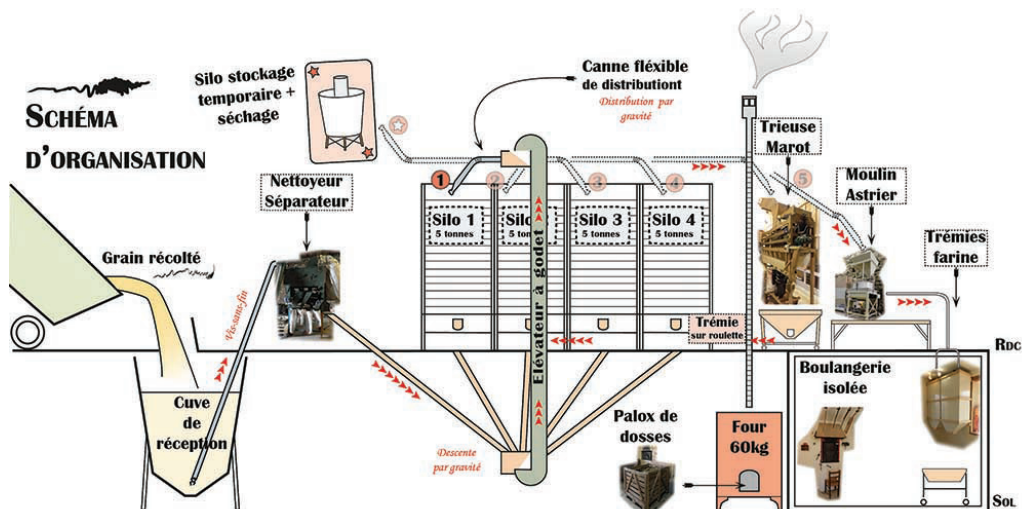 SCHÉMA
D'ORGANISATION
Silo stockage
temporaire +
séchage
Canne fléxible
de distributiont
Distribution par
gravité
Trieuse
Marot
Moulin
Astrier
Trémies
farine
Nettoyeur
Séparateur
Grain récolté
Vis-sans-fin
Cuve
de
réception
1
2
3
4
5
Silo 1
5 tonnes
Silo
5 tonnes
Silo 3
5 tonnes
Silo 4
5 tonnes
Elévateur à godet
Trémie
sur roulette
Descente
par gravité
Palox de
dosses
Four
60kg
Boulangerie
isolée
RDC
SOL